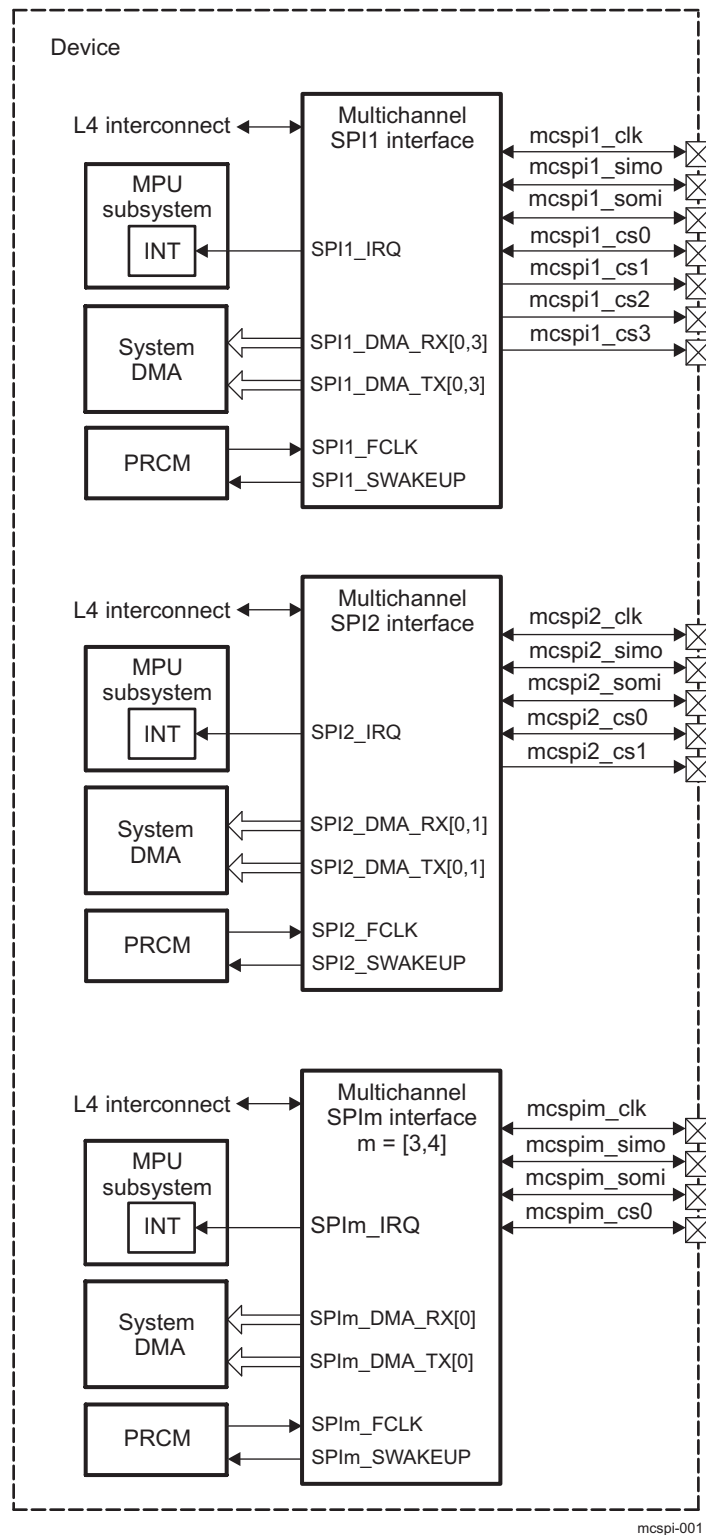 Device
L4 interconnect
Multichannel
SPI1 interface
mcspi1_clk
mcspi1_simo
mcspi1_somi
mcspi1_cs0
mcspi1_cs1
mcspi1_cs2
mcspi1_cs3
MPU
subsystem
INT
SPI1_IRQ
System
DMA
SPI1_DMA_RX[0,3]
SPI1_DMA_TX[0,3]
PRCM
SPI1_FCLK
SPI1_SWAKEUP
L4 interconnect
Multichannel
SPI2 interface
mcspi2_clk
mcspi2_simo
mcspi2_somi
mcspi2_cs0
mcspi2_cs1
MPU
subsystem
INT
SPI2_IRQ
System
DMA
SPI2_DMA_RX[0,1]
SPI2_DMA_TX[0,1]
PRCM
SPI2_FCLK
SPI2_SWAKEUP
L4 interconnect
Multichannel
SPIm interface
m = [3,4]
mcspim_clk
mcspim_simo
mcspim_somi
mcspim_cs0
MPU
subsystem
INT
SPIm_IRQ
System
DMA
SPIm_DMA_RX[0]
SPIm_DMA_TX[0]
PRCM
SPIm_FCLK
SPIm_SWAKEUP
mcspi-001